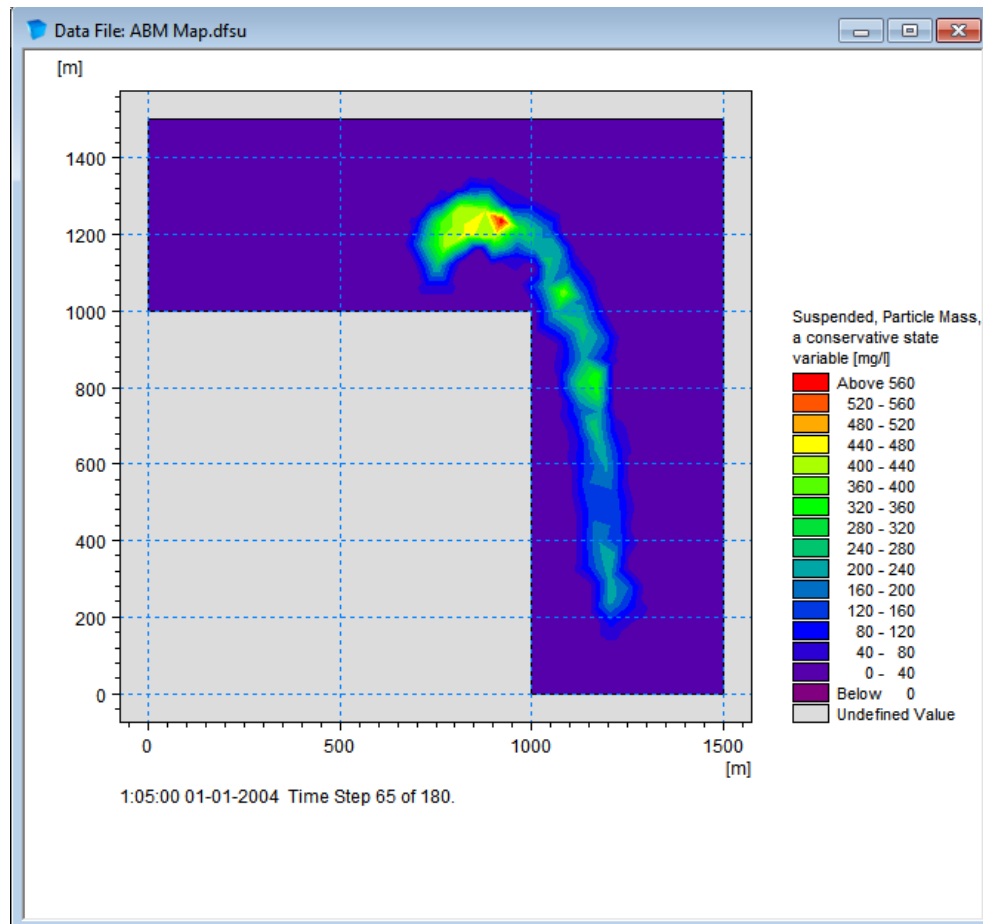 Data File: ABM Map.dfsu
[m]
1400
1200
1000
800
600
400
200
0
0 500 1000 1500
[m]
1:05:00 01-01-2004 Time Step 65 of 180.
Suspended, Particle Mass,
a conservative state
variable [mg/l]
Above 560
520 - 560
480 - 520
440 - 480
400 - 440
360 - 400
320 - 360
280 - 320
240 - 280
200 - 240
160 - 200
120 - 160
80 - 120
40 - 80
0 - 40
Below 0
Undefined Value